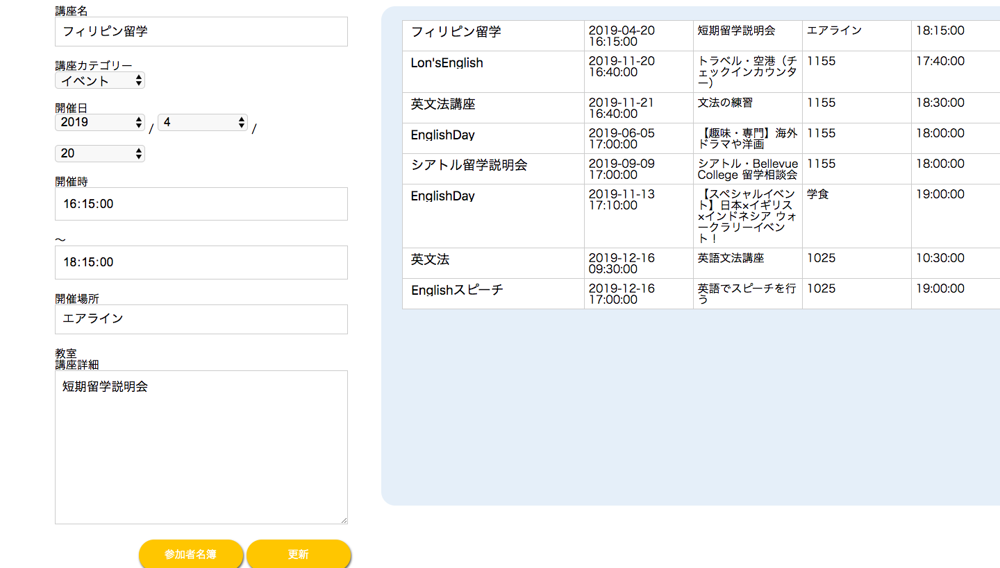 講座名
フィリピン留学
講座カテゴリー
イベント
開催日
2019 / 4 /
20
開催時
16:15:00
～
18:15:00
開催場所
エアライン
教室
講座詳細
短期留学説明会
参加者名簿 更新
フィリピン留学 2019-04-20 短期留学説明会 エアライン 18:15:00
16:15:00
Lon'sEnglish 2019-11-20 トラベル・空港（チ 1155 17:40:00
16:40:00 ェックインカウンタ
ー）
英文法講座 2019-11-21 文法の練習 1155 18:30:00
16:40:00
EnglishDay 2019-06-05 【趣味・専門】海外 1155 18:00:00
17:00:00 ドラマや洋画
シアトル留学説明会 2019-09-09 シアトル・Bellevue 1155 18:00:00
17:00:00 College 留学相談会
EnglishDay 2019-11-13 【スペシャルイベン 学食 19:00:00
17:10:00 ト】日本×イギリス
×インドネシア ウォ
ークラリーイベン
ト！
英文法 2019-12-16 英語文法講座 1025 10:30:00
09:30:00
Englishスピーチ 2019-12-16 英語でスピーチを行 1025 19:00:00
17:00:00 う